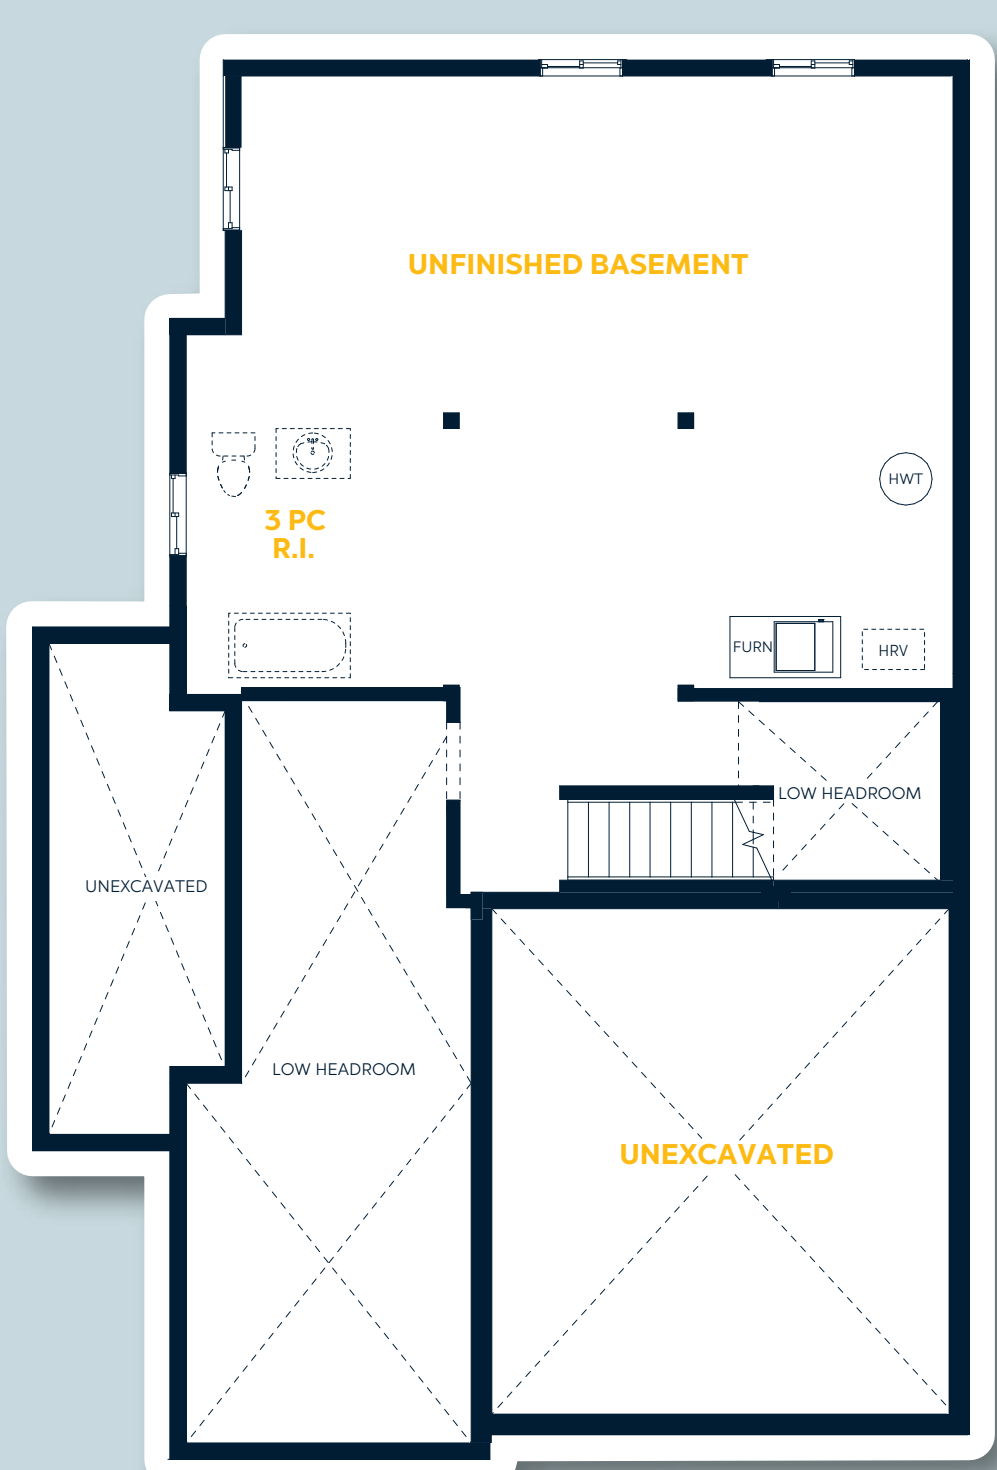 UNFINISHED BASEMENT
HWT
3 PC
R.I.
FURN
HRV
LOW HEADROOM
UNEXCAVATED
LOW HEADROOM
UNEXCAVATED